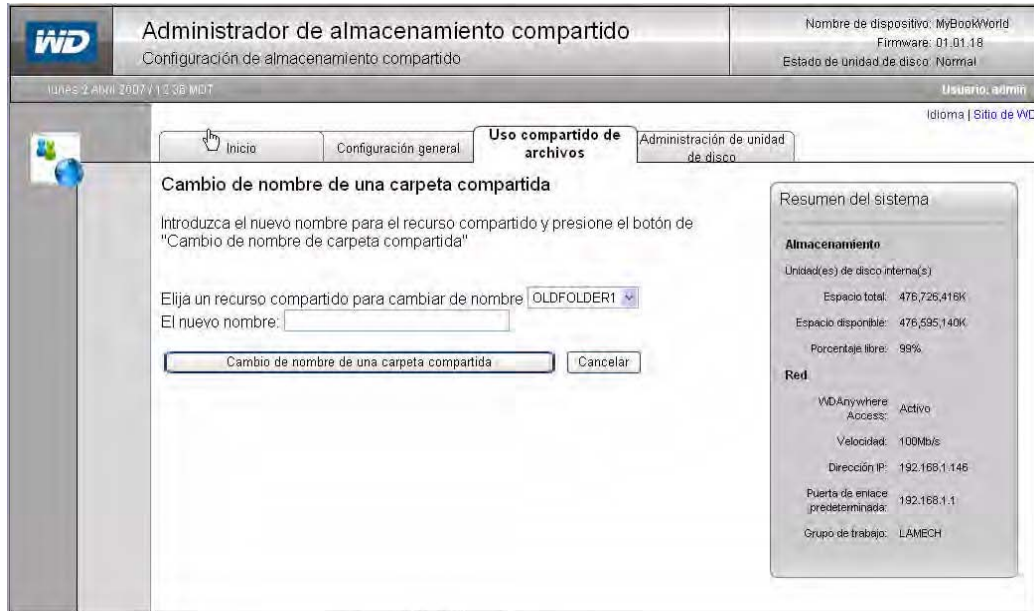 WD
Administrador de almacenamiento compartido
Configuración de almacenamiento compartido
Nombre de dispositivo: MyBookWorld
Firmware: 01.01.18
Estado de unidad de disco: Normal
lunes 2 Abril 2007 / 12:36 MDT
Usuario: admin
Idioma | Sitio de WD
Inicio
Configuración general
Uso compartido de archivos
Administración de unidad de disco
Cambio de nombre de una carpeta compartida
Introduzca el nuevo nombre para el recurso compartido y presione el botón de
"Cambio de nombre de carpeta compartida"
Elija un recurso compartido para cambiar de nombre OLDFOLDER1
El nuevo nombre:
Cambio de nombre de una carpeta compartida
Cancelar
Resumen del sistema
Almacenamiento
Unidad(es) de disco interna(s)
Espacio total: 476,726,416K
Espacio disponible: 476,595,140K
Porcentaje libre: 99%
Red
WDAnywhere Access: Activo
Velocidad: 100Mb/s
Dirección IP: 192.168.1.146
Puerta de enlace predeterminada: 192.168.1.1
Grupo de trabajo: LAMECH